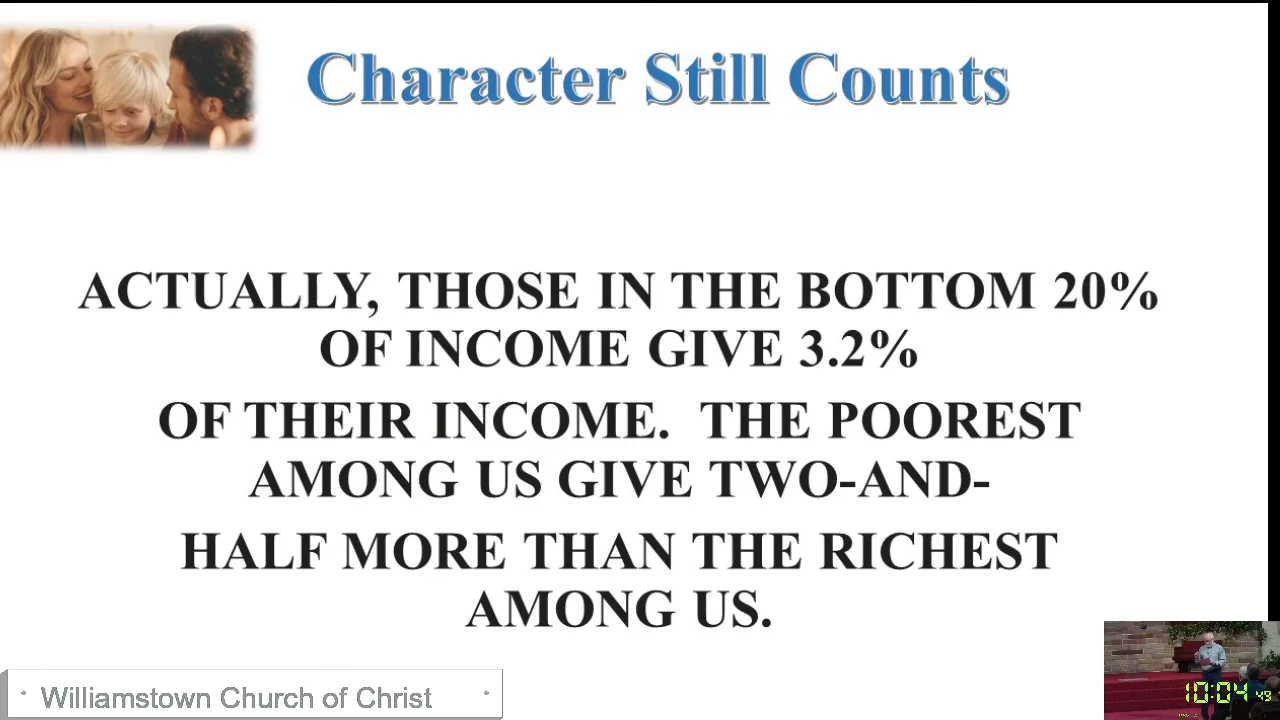 Character Still Counts
ACTUALLY, THOSE IN THE BOTTOM 20%
OF INCOME GIVE 3.2%
OF THEIR INCOME.  THE POOREST
AMONG US GIVE TWO-AND-
HALF MORE THAN THE RICHEST
AMONG US.
Williamstown Church of Christ
10:04 49